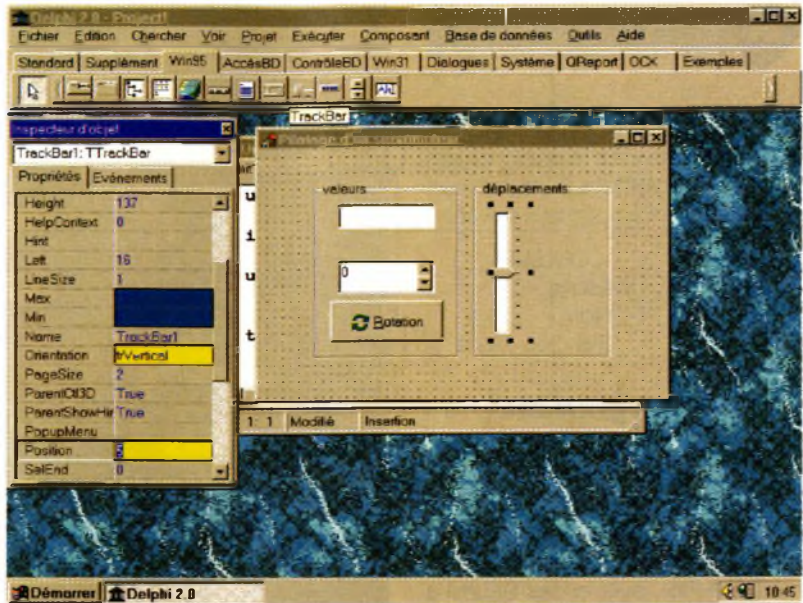 Delphi 2.0 - Project1
Fichier Edition Chercher Voir Projet Exécuter Composant Base de données Outils Aide
Standard Supplément Win95 AccèsBD ContrôleBD Win31 Dialogues Système QReport OCX Exemples
TrackBar
Inspecteur d'objet
TrackBar1: TTrackBar
Propriétés Evénements
Height 137
HelpContext 0
Hint
Left 16
LineSize 1
Max
Min
Name TrackBar1
Orientation trVertical
PageSize 2
ParentCtl3D True
ParentShowHin True
PopupMenu
Position 5
SelEnd 0
u
i
u
t
valeurs
0
Rotation
déplacements
1: 1 Modifié Insertion
Démarrer Delphi 2.0 10:45